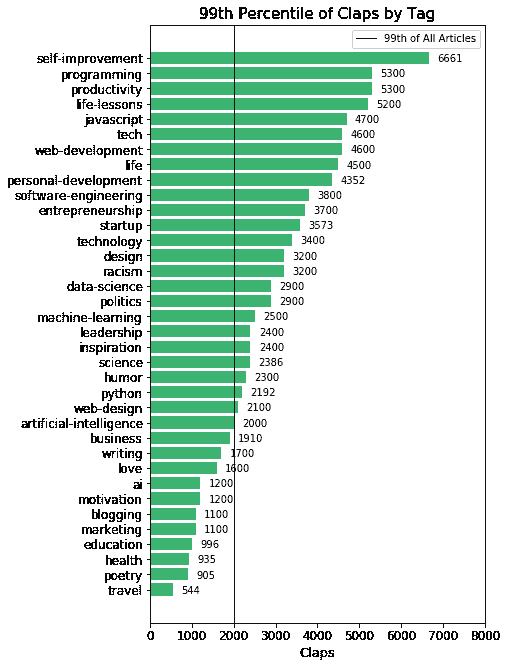 99th Percentile of Claps by Tag
99th of All Articles
self-improvement 6661
programming 5300
productivity 5300
life-lessons 5200
javascript 4700
tech 4600
web-development 4600
life 4500
personal-development 4352
software-engineering 3800
entrepreneurship 3700
startup 3573
technology 3400
design 3200
racism 3200
data-science 2900
politics 2900
machine-learning 2500
leadership 2400
inspiration 2400
science 2386
humor 2300
python 2192
web-design 2100
artificial-intelligence 2000
business 1910
writing 1700
love 1600
ai 1200
motivation 1200
blogging 1100
marketing 1100
education 996
health 935
poetry 905
travel 544
0 1000 2000 3000 4000 5000 6000 7000 8000
Claps